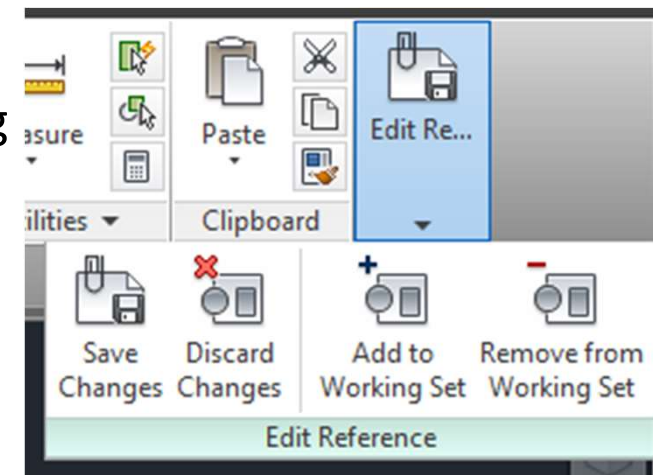 g
asure
Paste
Edit Re...
ilities
Clipboard
Save Changes
Discard Changes
Add to Working Set
Remove from Working Set
Edit Reference